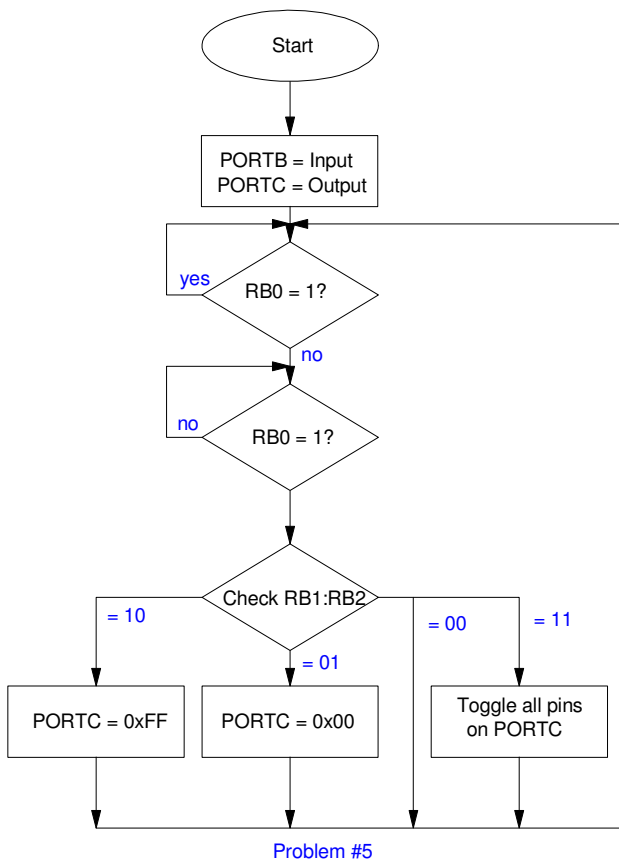 Start
PORTB = Input
PORTC = Output
yes
RB0 = 1?
no
no
RB0 = 1?
Check RB1:RB2
= 10
= 01
= 00
= 11
PORTC = 0xFF
PORTC = 0x00
Toggle all pins
on PORTC
Problem #5